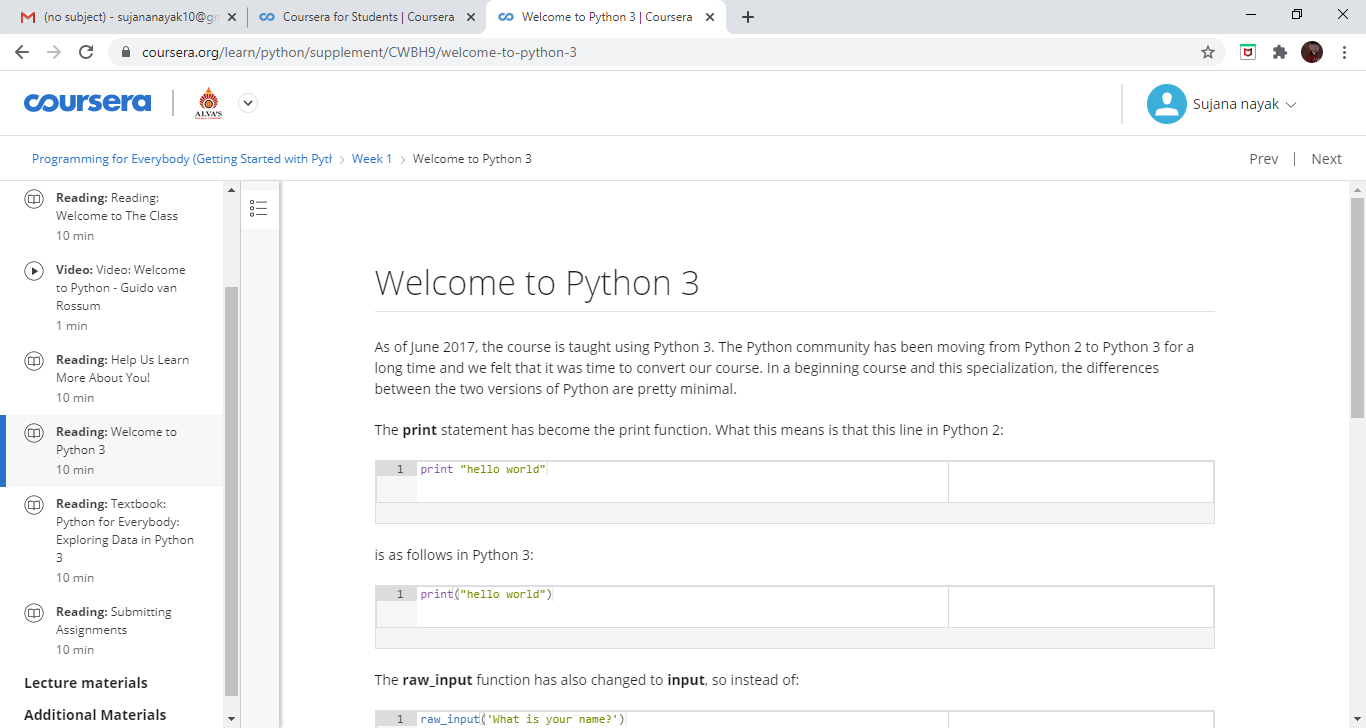 (no subject) - sujananayak10@gr
Coursera for Students | Coursera
Welcome to Python 3 | Coursera
coursera.org/learn/python/supplement/CWBH9/welcome-to-python-3
coursera
ALVA'S
Sujana nayak
Programming for Everybody (Getting Started with Pyth
Week 1
Welcome to Python 3
Prev | Next
Reading: Reading:
Welcome to The Class
10 min
Video: Video: Welcome
to Python - Guido van
Rossum
1 min
Reading: Help Us Learn
More About You!
10 min
Reading: Welcome to
Python 3
10 min
Reading: Textbook:
Python for Everybody:
Exploring Data in Python
3
10 min
Reading: Submitting
Assignments
10 min
Lecture materials
Additional Materials
Welcome to Python 3
As of June 2017, the course is taught using Python 3. The Python community has been moving from Python 2 to Python 3 for a
long time and we felt that it was time to convert our course. In a beginning course and this specialization, the differences
between the two versions of Python are pretty minimal.
The print statement has become the print function. What this means is that this line in Python 2:
1 print "hello world"
is as follows in Python 3:
1 print("hello world")
The raw_input function has also changed to input, so instead of:
1 raw_input('What is your name?')